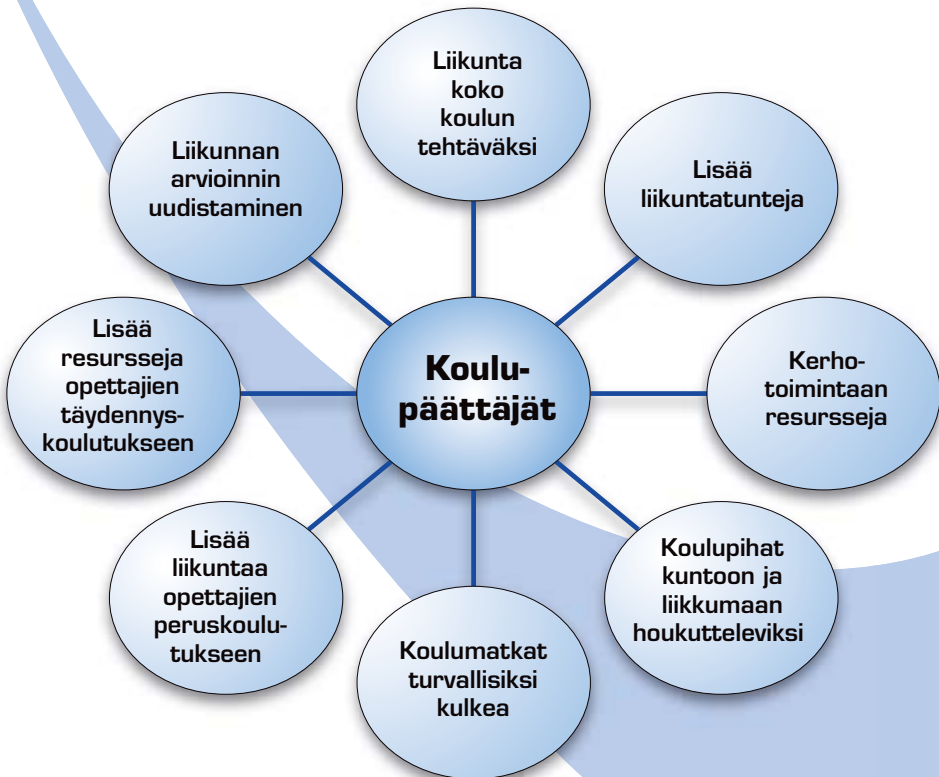 Liikunta
koko
koulun
tehtäväksi
Liikunnan
arvioinnin
uudistaminen
Lisää
liikuntatunteja
Lisää
resursseja
opettajien
täydennys-
koulutukseen
Koulu-
päättäjät
Kerho-
toimintaan
resursseja
Lisää
liikuntaa
opettajien
peruskoulu-
tukseen
Koulumatkat
turvallisiksi
kulkea
Koulupihat
kuntoon ja
liikkumaan
houkutteleviksi